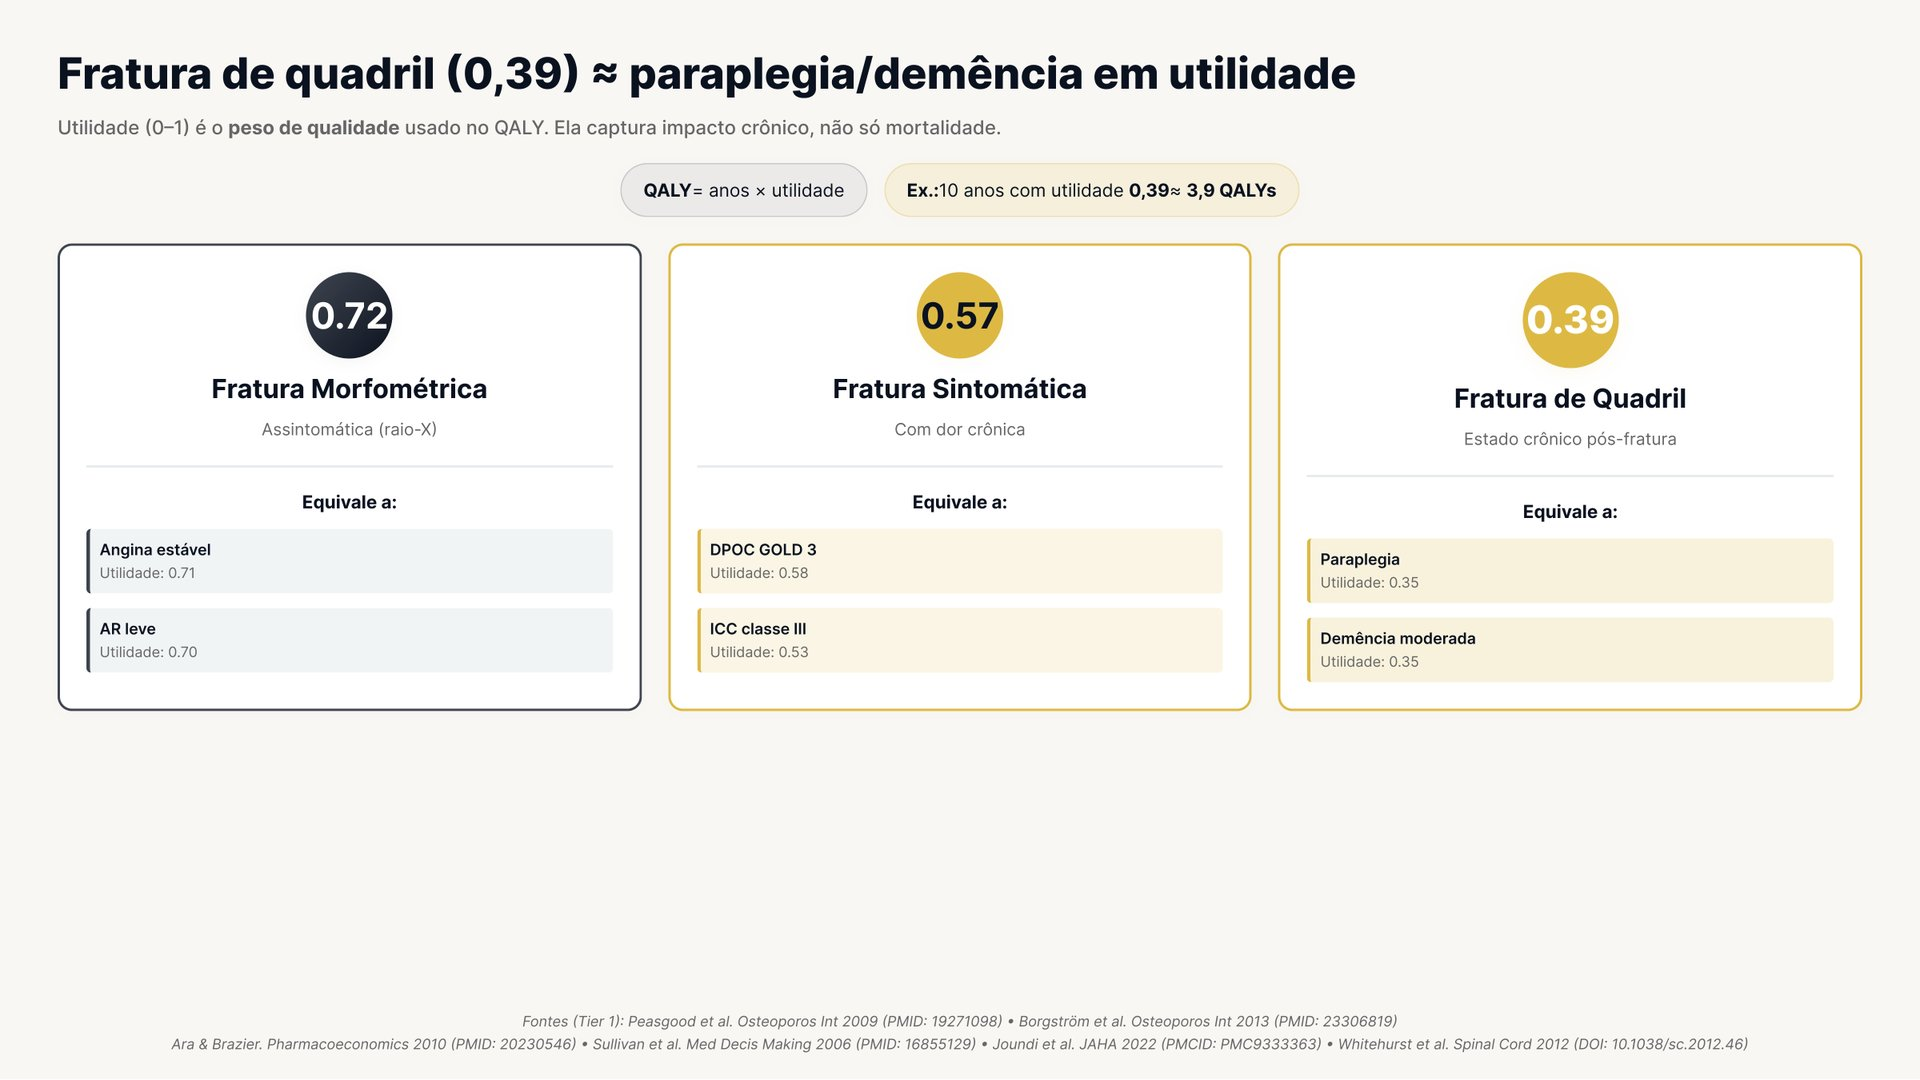 Fratura de quadril (0,39) ≈ paraplegia/demência em utilidade
Utilidade (0–1) é o peso de qualidade usado no QALY. Ela captura impacto crônico, não só mortalidade.
QALY= anos × utilidade
Ex.:10 anos com utilidade 0,39≈ 3,9 QALYs
0.72
Fratura Morfométrica
Assintomática (raio-X)
Equivale a:
Angina estável
Utilidade: 0.71
AR leve
Utilidade: 0.70
0.57
Fratura Sintomática
Com dor crônica
Equivale a:
DPOC GOLD 3
Utilidade: 0.58
ICC classe III
Utilidade: 0.53
0.39
Fratura de Quadril
Estado crônico pós-fratura
Equivale a:
Paraplegia
Utilidade: 0.35
Demência moderada
Utilidade: 0.35
Fontes (Tier 1): Peasgood et al. Osteoporos Int 2009 (PMID: 19271098) • Borgström et al. Osteoporos Int 2013 (PMID: 23306819)
Ara & Brazier. Pharmacoeconomics 2010 (PMID: 20230546) • Sullivan et al. Med Decis Making 2006 (PMID: 16855129) • Joundi et al. JAHA 2022 (PMCID: PMC9333363) • Whitehurst et al. Spinal Cord 2012 (DOI: 10.1038/sc.2012.46)